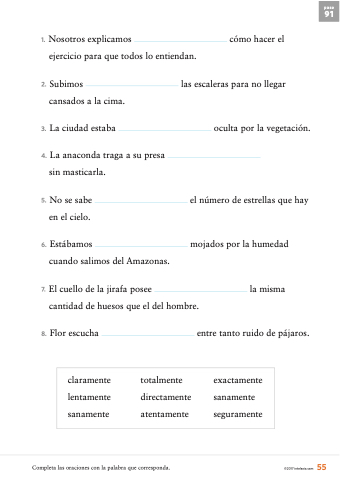 PASO
91
1. Nosotros explicamos cómo hacer el
ejercicio para que todos lo entiendan.
2. Subimos las escaleras para no llegar
cansados a la cima.
3. La ciudad estaba oculta por la vegetación.
4. La anaconda traga a su presa
sin masticarla.
5. No se sabe el número de estrellas que hay
en el cielo.
6. Estábamos mojados por la humedad
cuando salimos del Amazonas.
7. El cuello de la jirafa posee la misma
cantidad de huesos que el del hombre.
8. Flor escucha entre tanto ruido de pájaros.
claramente totalmente exactamente
lentamente directamente sanamente
sanamente atentamente seguramente
Completa las oraciones con la palabra que corresponda.
55